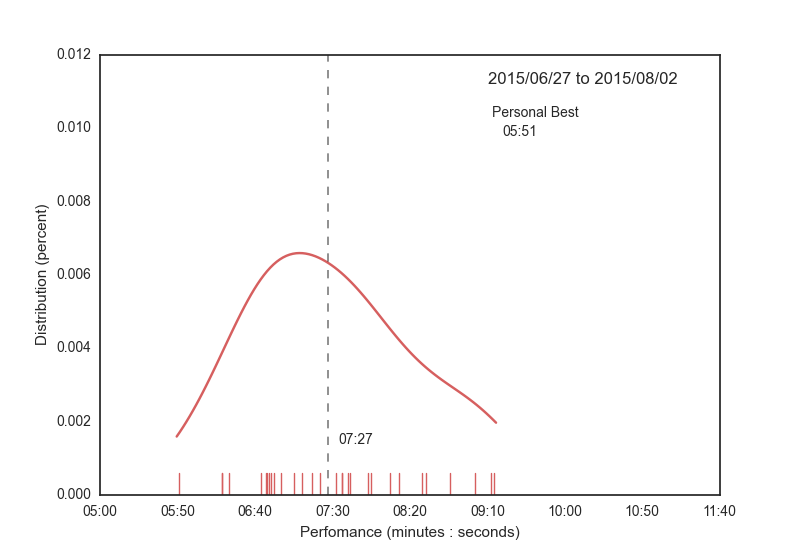 0.012
2015/06/27 to 2015/08/02
Personal Best
0.010
05:51
0.008
Distribution (percent)
0.006
0.004
0.002
07:27
0.000
05:00 05:50 06:40 07:30 08:20 09:10 10:00 10:50 11:40
Perfomance (minutes : seconds)